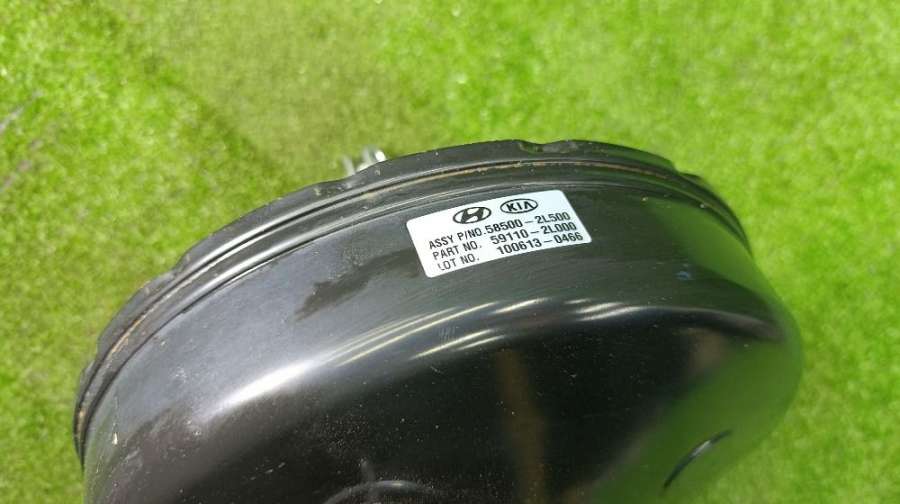 KIA
ASSY P/NO.58500-2L500
PART NO. 59110-2L000
LOT NO. 100613-0466